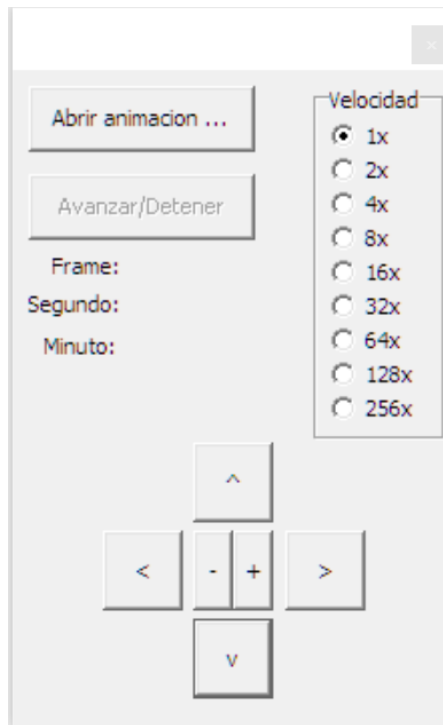 Abrir animacion ...
Avanzar/Detener
Frame:
Segundo:
Minuto:
Velocidad
1x
2x
4x
8x
16x
32x
64x
128x
256x
^
< - + >
v